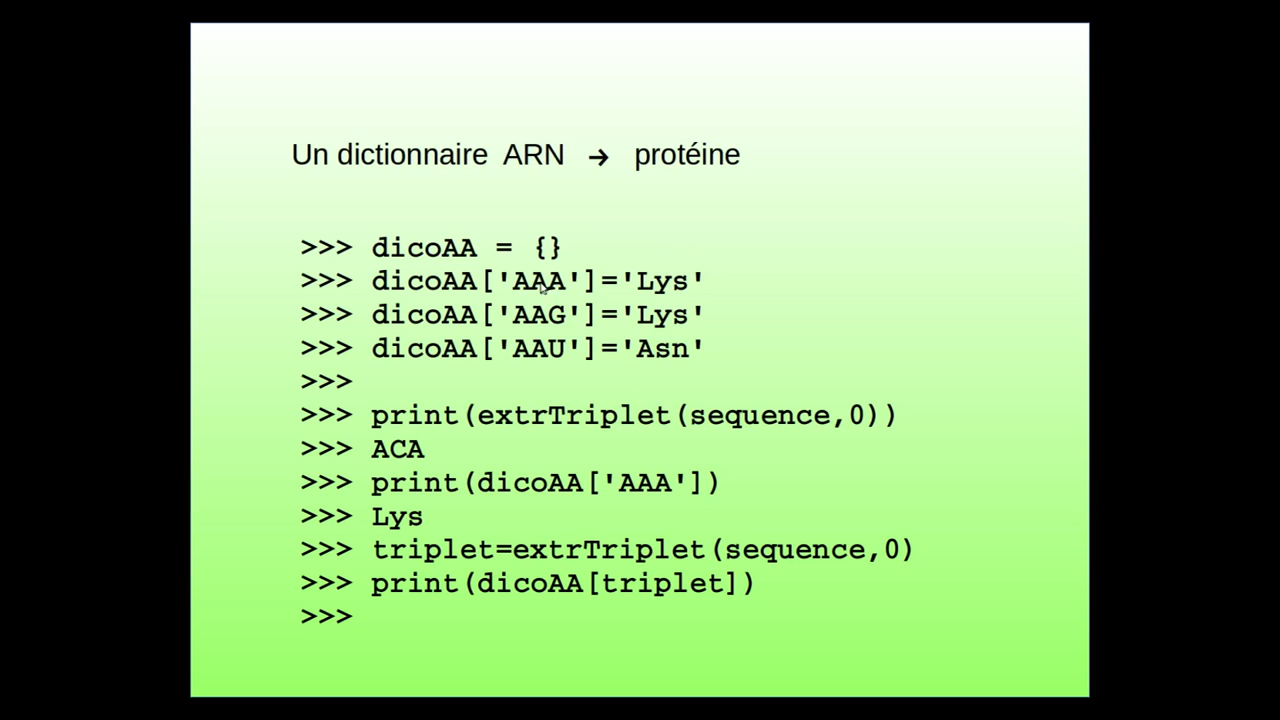 Un dictionnaire ARN → protéine
>>> dicoAA = {}
>>> dicoAA['AAA']='Lys'
>>> dicoAA['AAG']='Lys'
>>> dicoAA['AAU']='Asn'
>>>
>>> print(extrTriplet(sequence,0))
>>> ACA
>>> print(dicoAA['AAA'])
>>> Lys
>>> triplet=extrTriplet(sequence,0)
>>> print(dicoAA[triplet])
>>>